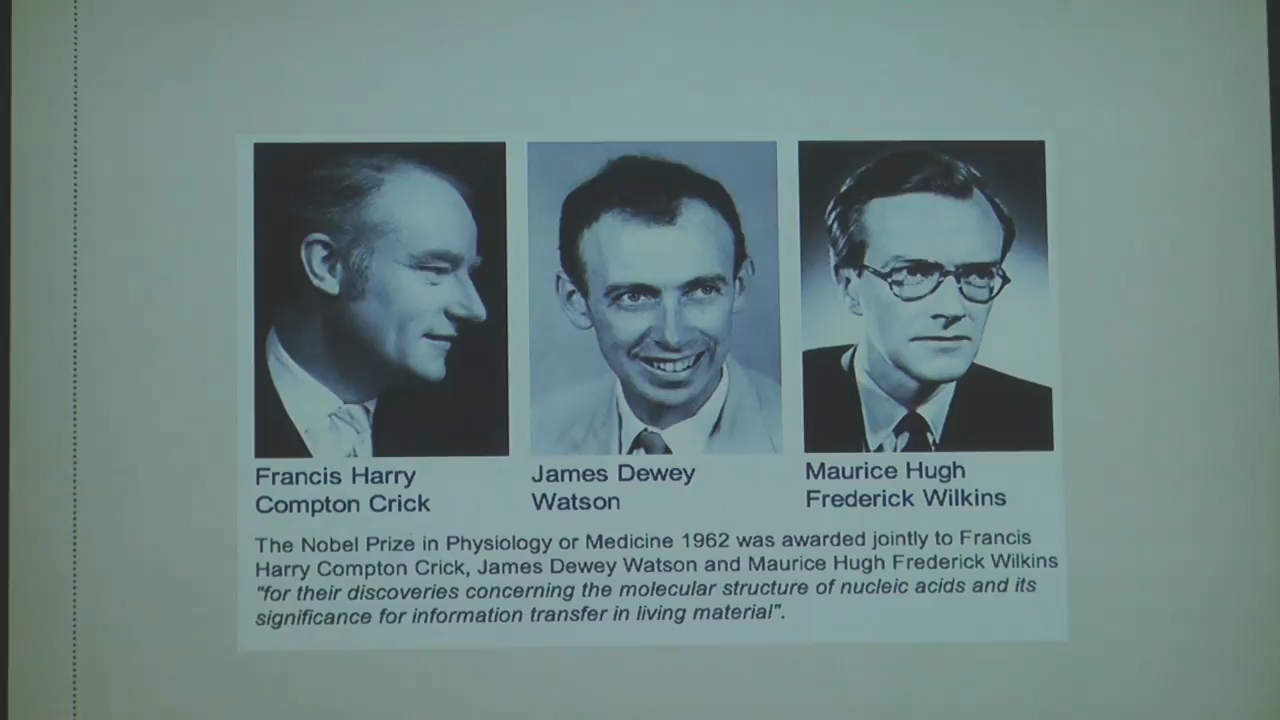 Francis Harry
Compton Crick
James Dewey
Watson
Maurice Hugh
Frederick Wilkins
The Nobel Prize in Physiology or Medicine 1962 was awarded jointly to Francis
Harry Compton Crick, James Dewey Watson and Maurice Hugh Frederick Wilkins
"for their discoveries concerning the molecular structure of nucleic acids and its
significance for information transfer in living material".